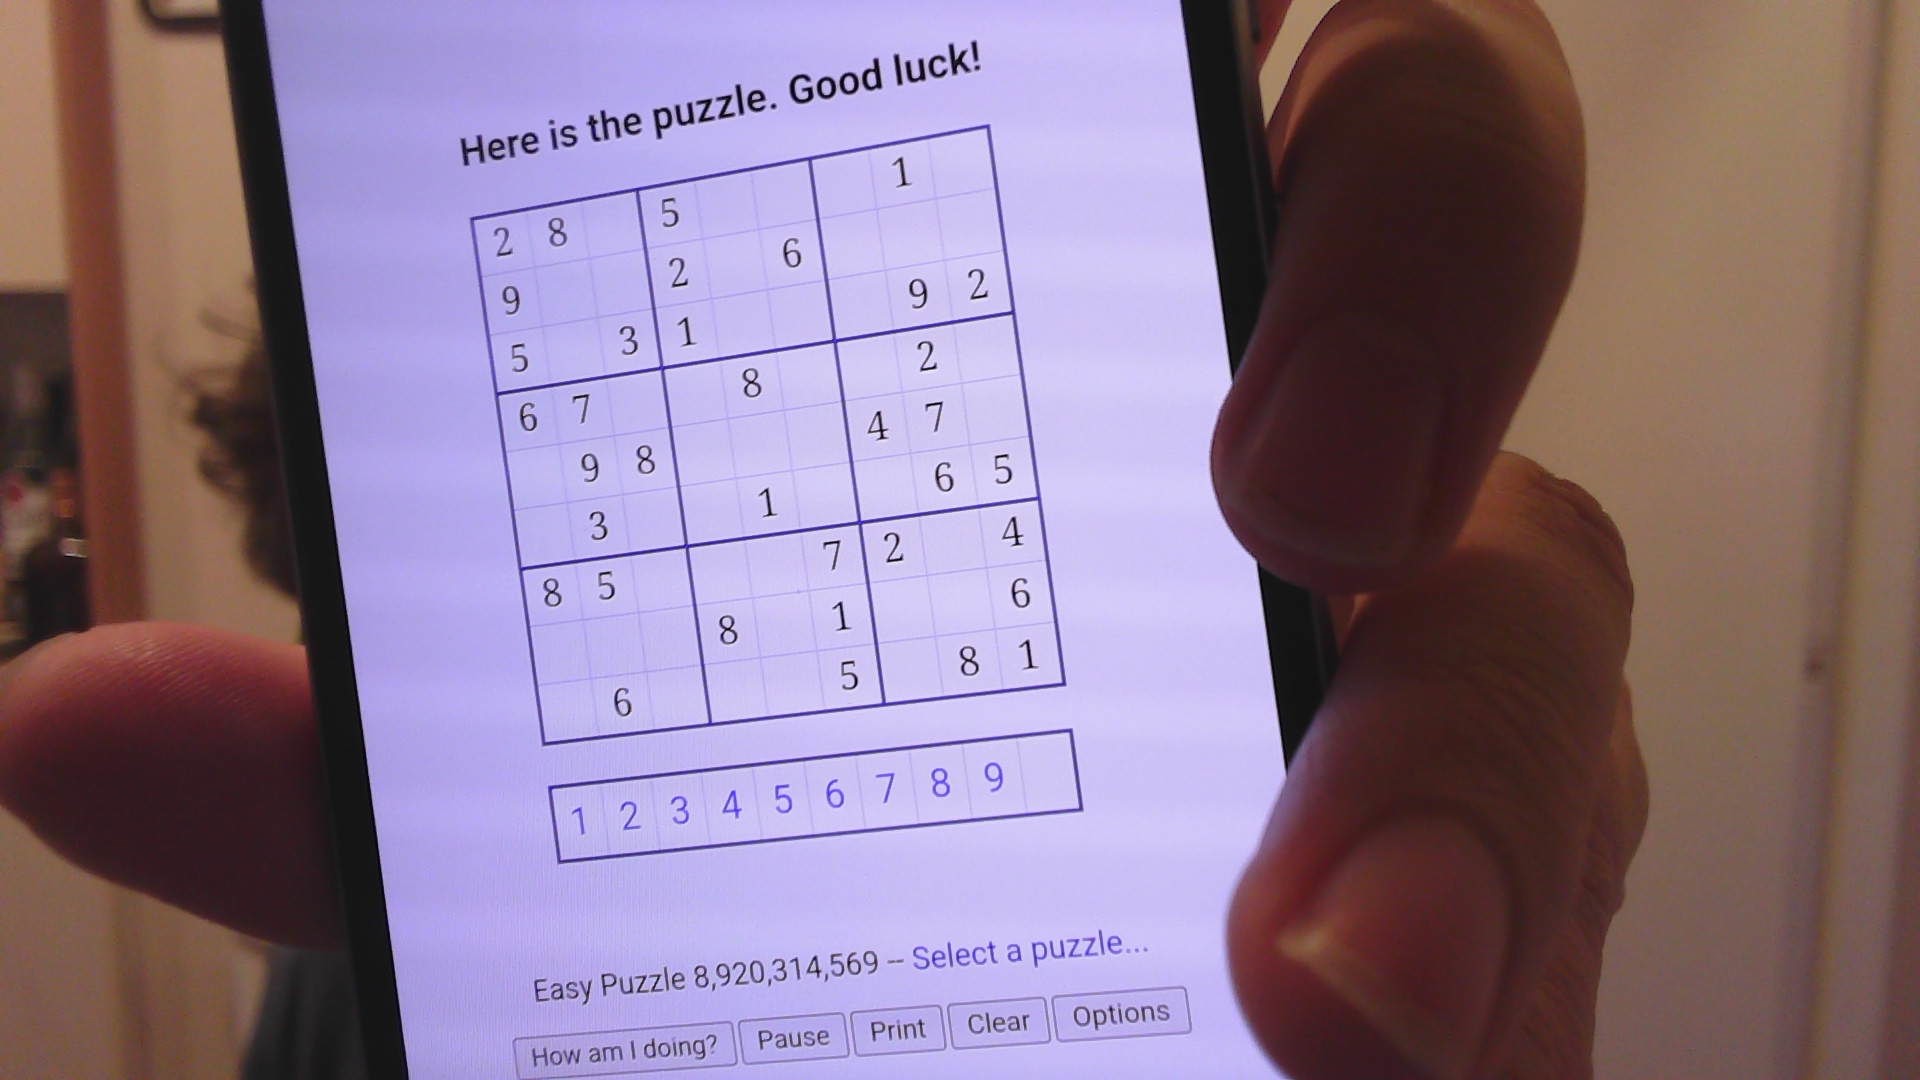 Here is the puzzle. Good luck!
2 8 5 1
9 2 6
5 3 1 9 2
6 7 8 2
9 8 4 7
3 1 6 5
8 5 7 2 4
8 1 6
6 5 8 1
1 2 3 4 5 6 7 8 9
Easy Puzzle 8,920,314,569 -- Select a puzzle...
How am I doing? Pause Print Clear Options